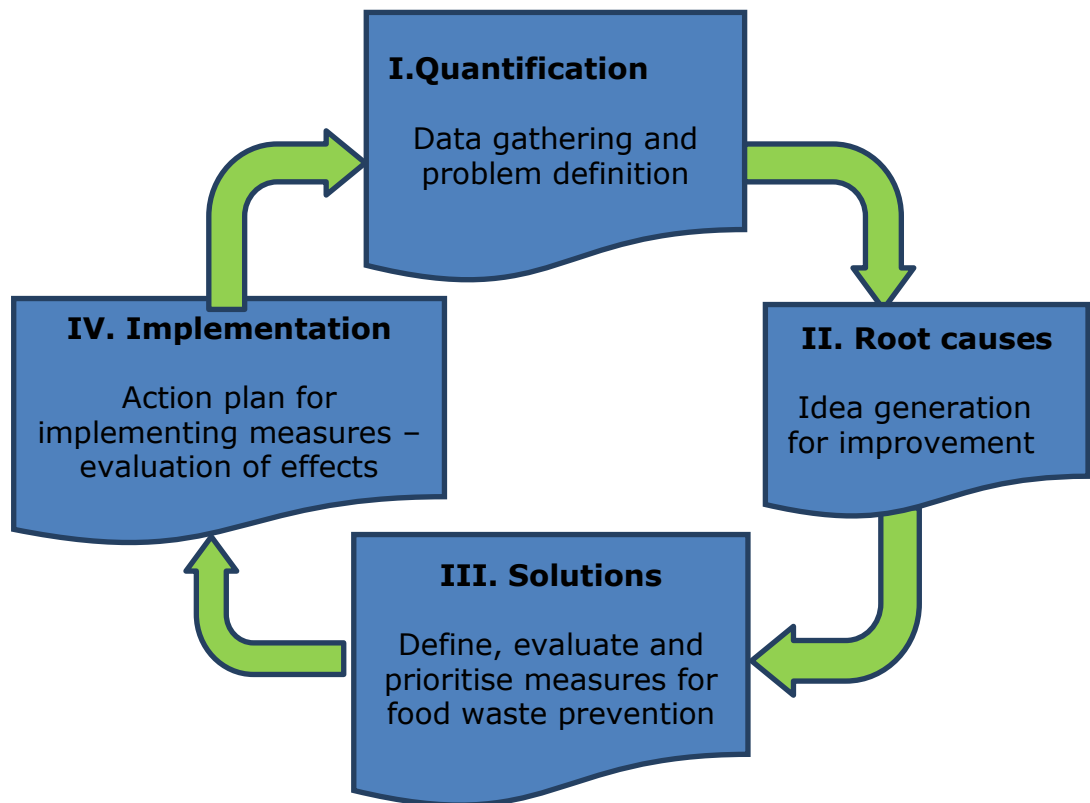 I.Quantification
Data gathering and
problem definition
II. Root causes
Idea generation
for improvement
III. Solutions
Define, evaluate and
prioritise measures for
food waste prevention
IV. Implementation
Action plan for
implementing measures –
evaluation of effects